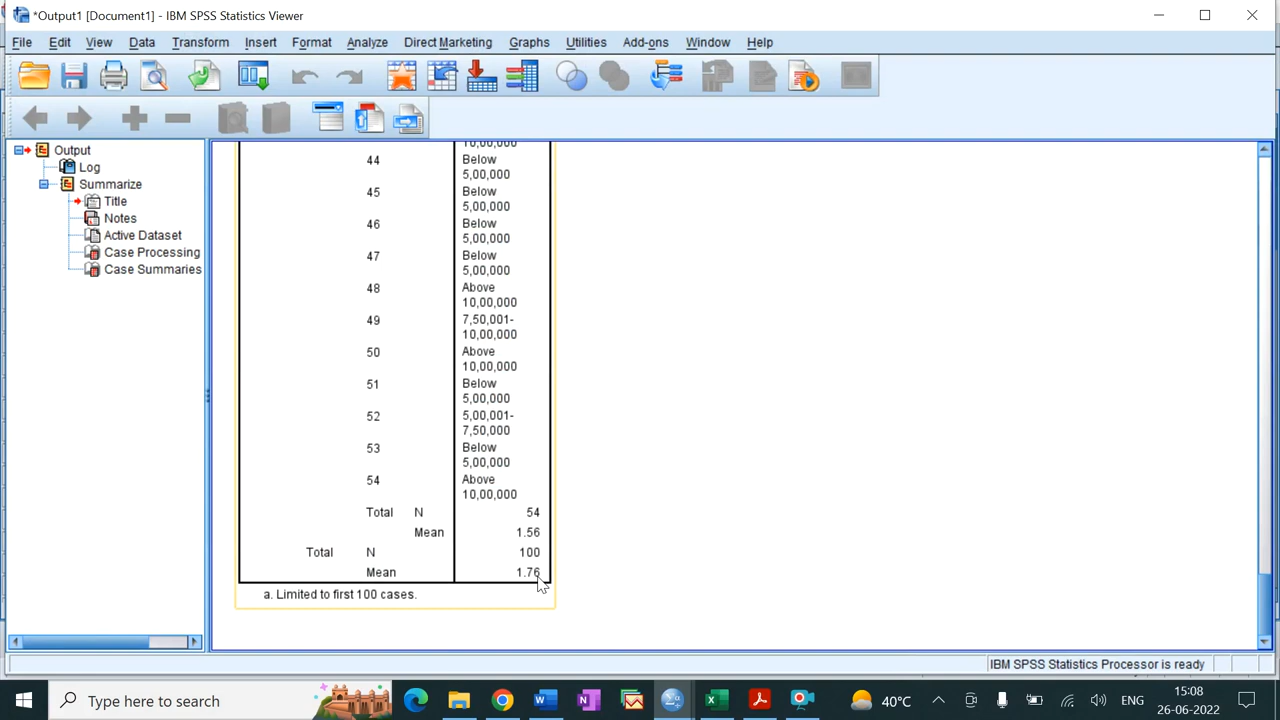 *Output1 [Document1] - IBM SPSS Statistics Viewer
File Edit View Data Transform Insert Format Analyze Direct Marketing Graphs Utilities Add-ons Window Help
Output
Log
Summarize
Title
Notes
Active Dataset
Case Processing
Case Summaries
10,00,000
44 Below
5,00,000
45 Below
5,00,000
46 Below
5,00,000
47 Below
5,00,000
48 Above
10,00,000
49 7,50,001-
10,00,000
50 Above
10,00,000
51 Below
5,00,000
52 5,00,001-
7,50,000
53 Below
5,00,000
54 Above
10,00,000
Total N 54
Mean 1.56
Total N 100
Mean 1.76
a. Limited to first 100 cases.
IBM SPSS Statistics Processor is ready
Type here to search
40°C
ENG
15:08
26-06-2022